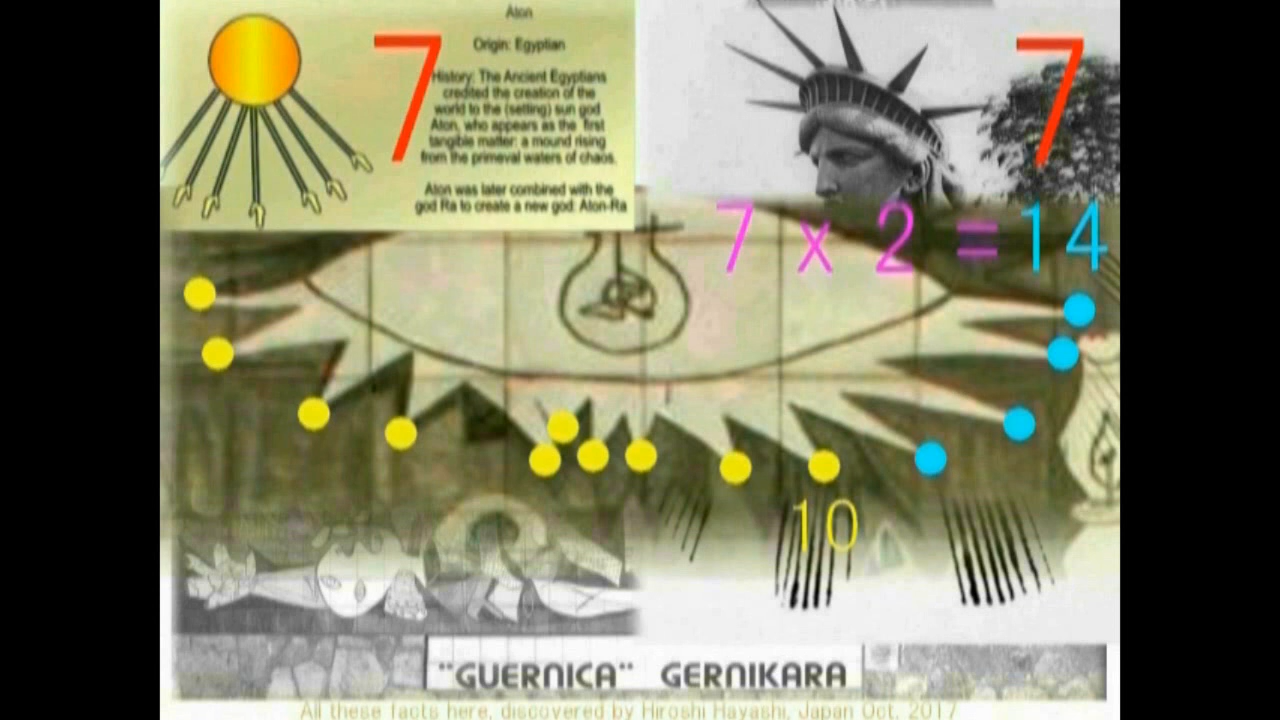 Aton
Origin: Egyptian
History: The Ancient Egyptians
credited the creation of the
world to the (setting) sun god
Aton, who appears as the first
tangible matter: a mound rising
from the primeval waters of chaos.
Aton was later combined with the
god Ra to create a new god: Aton-Ra
7
7
7 x 2 = 14
10
"GUERNICA" GERNIKARA
All these facts here, discovered by Hiroshi Hayashi, Japan Oct, 2017